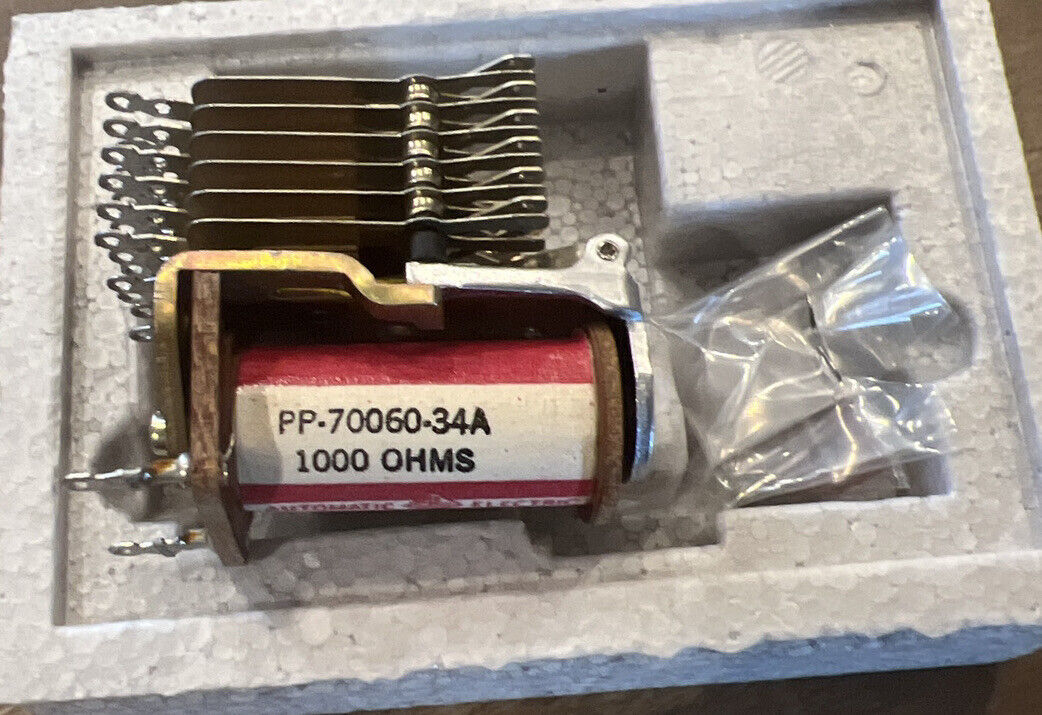 PP-70060-34A
1000 OHMS
AUTOMATIC ELECTRIC